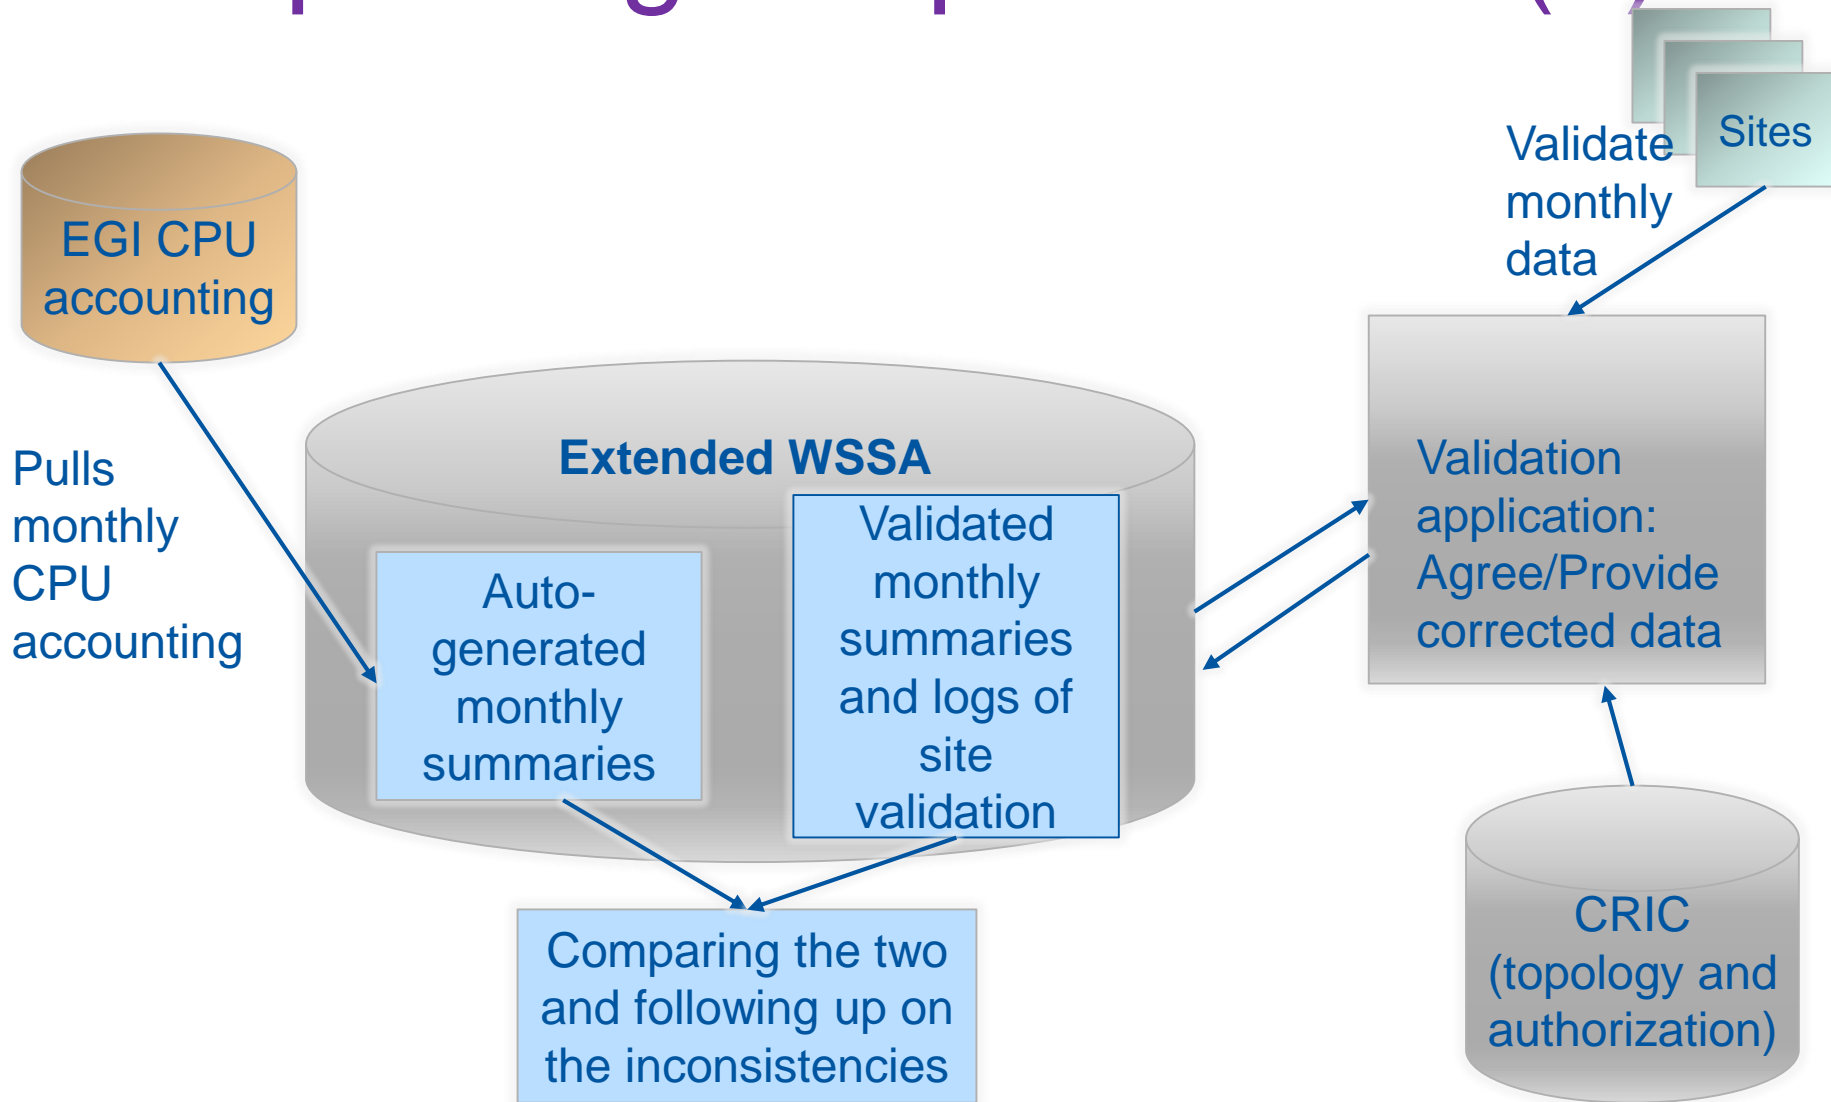 Sites
Validate
monthly
data
EGI CPU
accounting
Pulls
monthly
CPU
accounting
Extended WSSA
Auto-
generated
monthly
summaries
Validated
monthly
summaries
and logs of
site
validation
Validation
application:
Agree/Provide
corrected data
Comparing the two
and following up on
the inconsistencies
CRIC
(topology and
authorization)